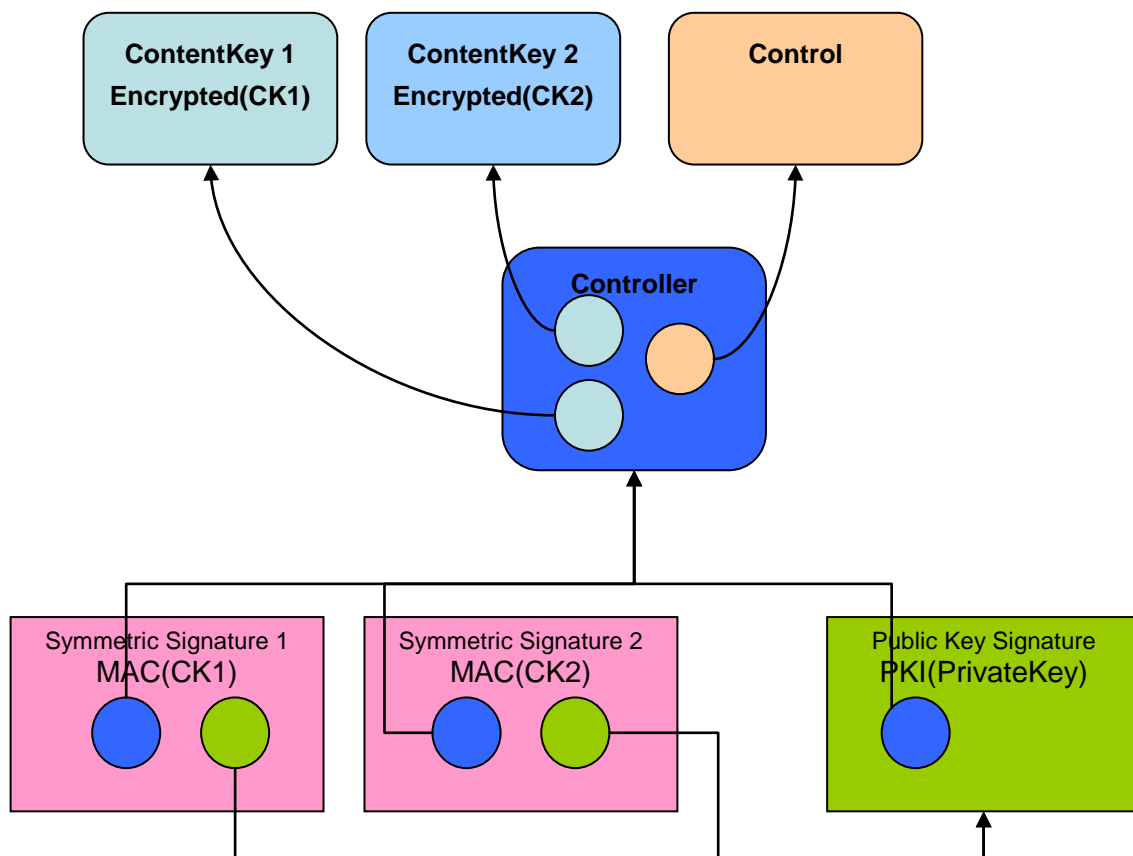 ContentKey 1
Encrypted(CK1)
ContentKey 2
Encrypted(CK2)
Control
Controller
Symmetric Signature 1
MAC(CK1)
Symmetric Signature 2
MAC(CK2)
Public Key Signature
PKI(PrivateKey)